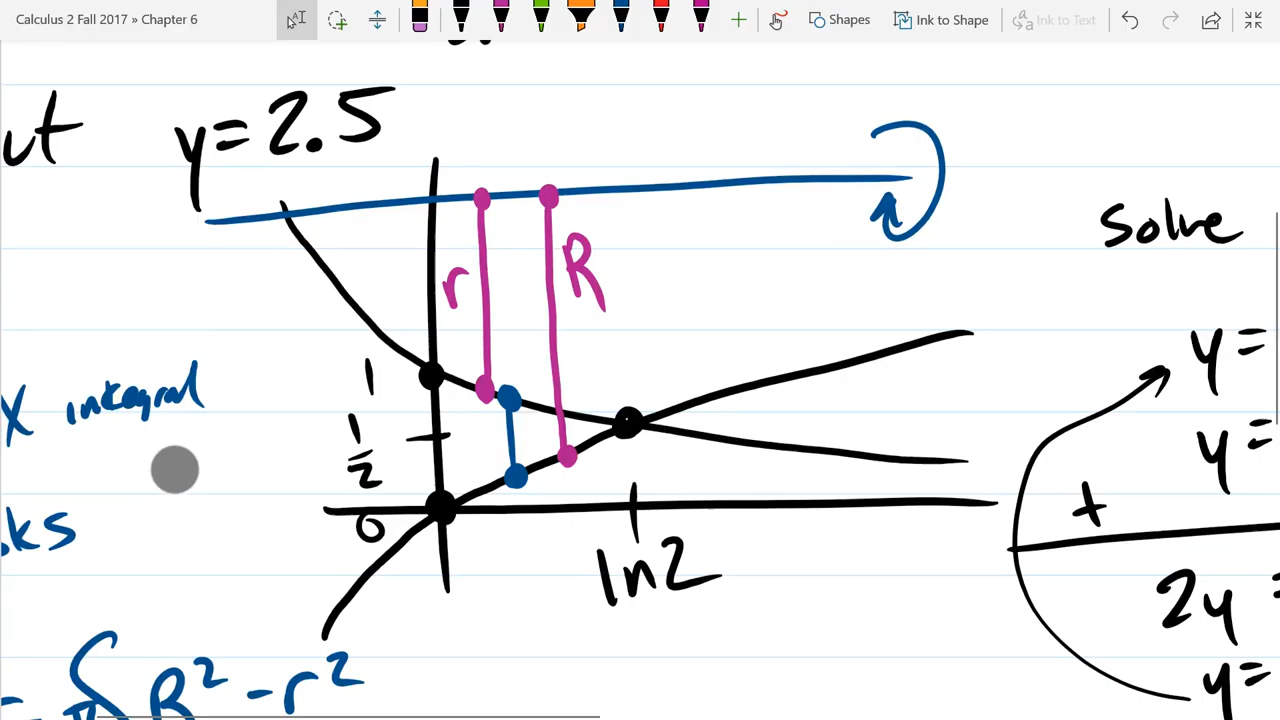 Calculus 2 Fall 2017 » Chapter 6
Shapes
Ink to Shape
Ink to Text
ut y=2.5
r
R
Solve
1
y=
X integral
1/2
y=
0
+
ks
ln2
2y =
π R² - r²
y=